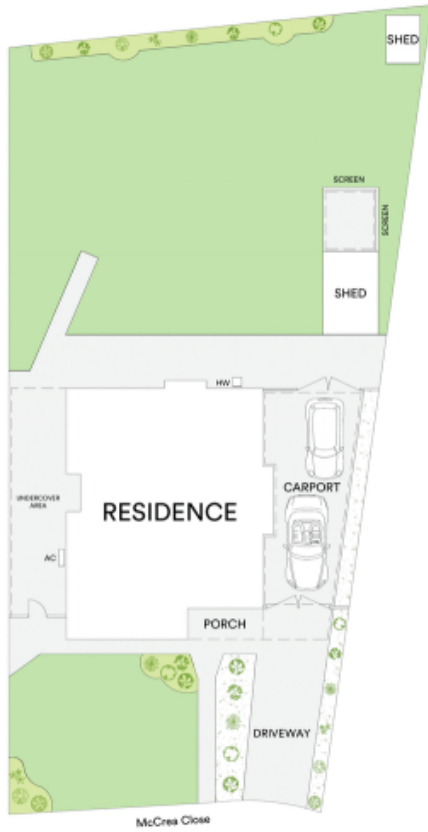 SHED
SCREEN
SCREEN
SHED
HW
CARPORT
UNDERCOVER
AREA
RESIDENCE
AC
PORCH
DRIVEWAY
McCrea Close